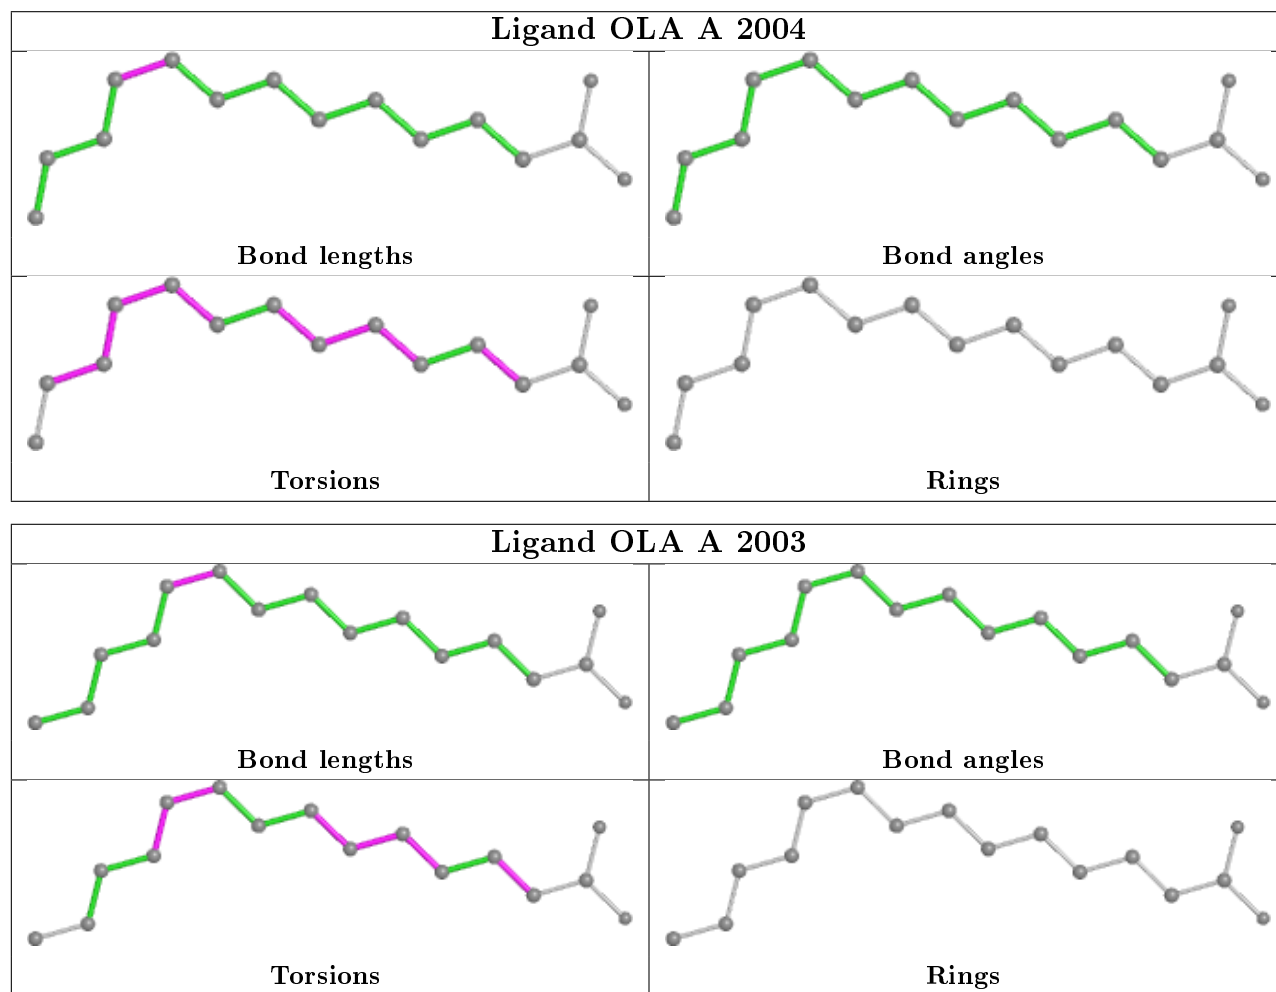 Ligand OLA A 2004
Bond lengths
Bond angles
Torsions
Rings
Ligand OLA A 2003
Bond lengths
Bond angles
Torsions
Rings